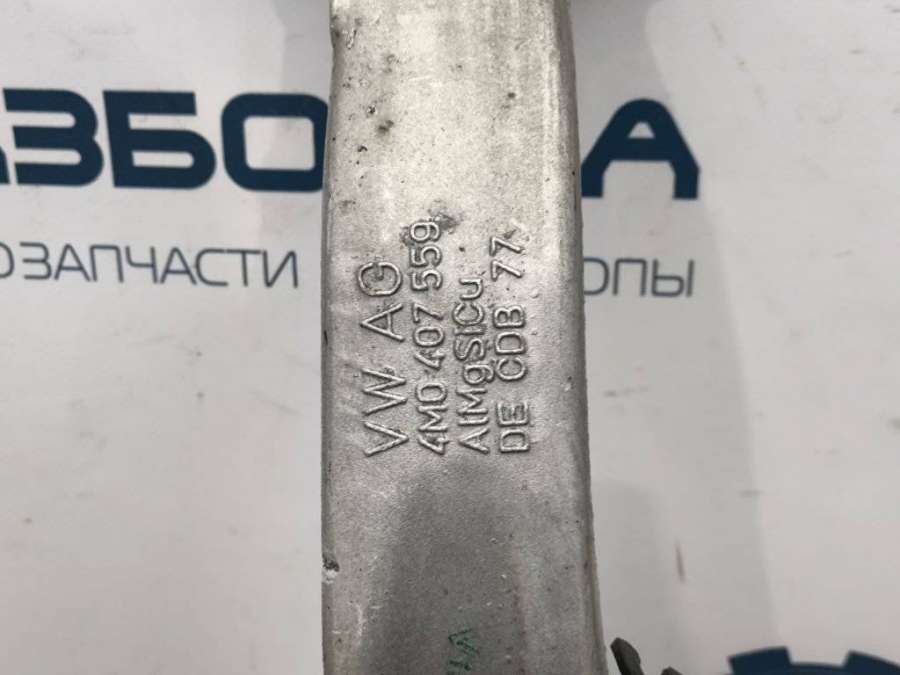 АЗБО
А
ОЗАПЧАСТИ
ОПЫ
VW AG
4M0 407 559
AlMgSiCu
DE CDB 77